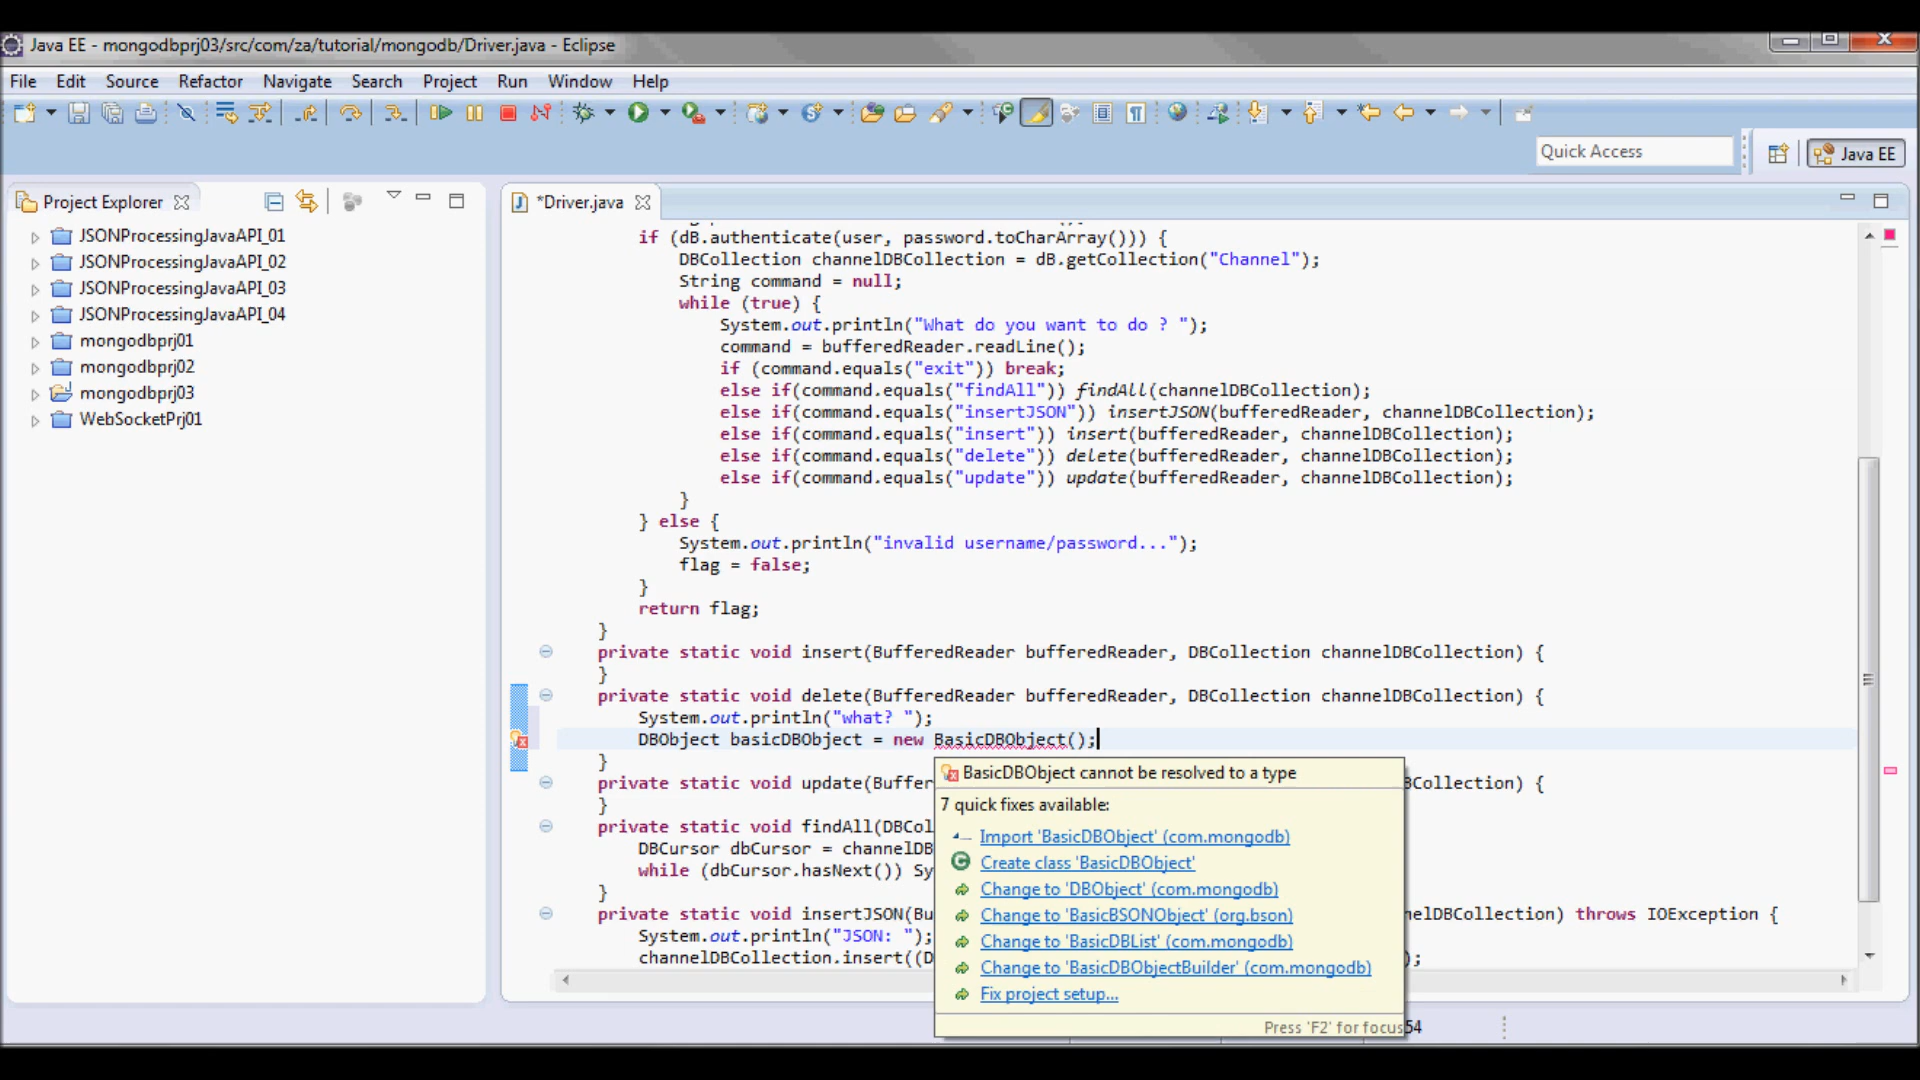 Java EE - mongodbprj03/src/com/za/tutorial/mongodb/Driver.java - Eclipse
File Edit Source Refactor Navigate Search Project Run Window Help
Quick Access
Java EE
Project Explorer
JSONProcessingJavaAPI_01
JSONProcessingJavaAPI_02
JSONProcessingJavaAPI_03
JSONProcessingJavaAPI_04
mongodbprj01
mongodbprj02
mongodbprj03
WebSocketPrj01
*Driver.java
if (dB.authenticate(user, password.toCharArray())) {
DBCollection channelDBCollection = dB.getCollection("Channel");
String command = null;
while (true) {
System.out.println("What do you want to do ? ");
command = bufferedReader.readLine();
if (command.equals("exit")) break;
else if(command.equals("findAll")) findAll(channelDBCollection);
else if(command.equals("insertJSON")) insertJSON(bufferedReader, channelDBCollection);
else if(command.equals("insert")) insert(bufferedReader, channelDBCollection);
else if(command.equals("delete")) delete(bufferedReader, channelDBCollection);
else if(command.equals("update")) update(bufferedReader, channelDBCollection);
}
} else {
System.out.println("invalid username/password...");
flag = false;
}
return flag;
}
private static void insert(BufferedReader bufferedReader, DBCollection channelDBCollection) {
}
private static void delete(BufferedReader bufferedReader, DBCollection channelDBCollection) {
System.out.println("what? ");
DBObject basicDBObject = new BasicDBObject();
}
private static void update(Buffer BCollection channelDBCollection) {
}
private static void findAll(DBCol
DBCursor dbCursor = channelDB
while (dbCursor.hasNext()) Sy
}
private static void insertJSON(Bu nelDBCollection) throws IOException {
System.out.println("JSON: ");
channelDBCollection.insert((D );
BasicDBObject cannot be resolved to a type
7 quick fixes available:
Import 'BasicDBObject' (com.mongodb)
Create class 'BasicDBObject'
Change to 'DBObject' (com.mongodb)
Change to 'BasicBSONObject' (org.bson)
Change to 'BasicDBList' (com.mongodb)
Change to 'BasicDBObjectBuilder' (com.mongodb)
Fix project setup...
Press 'F2' for focus
54